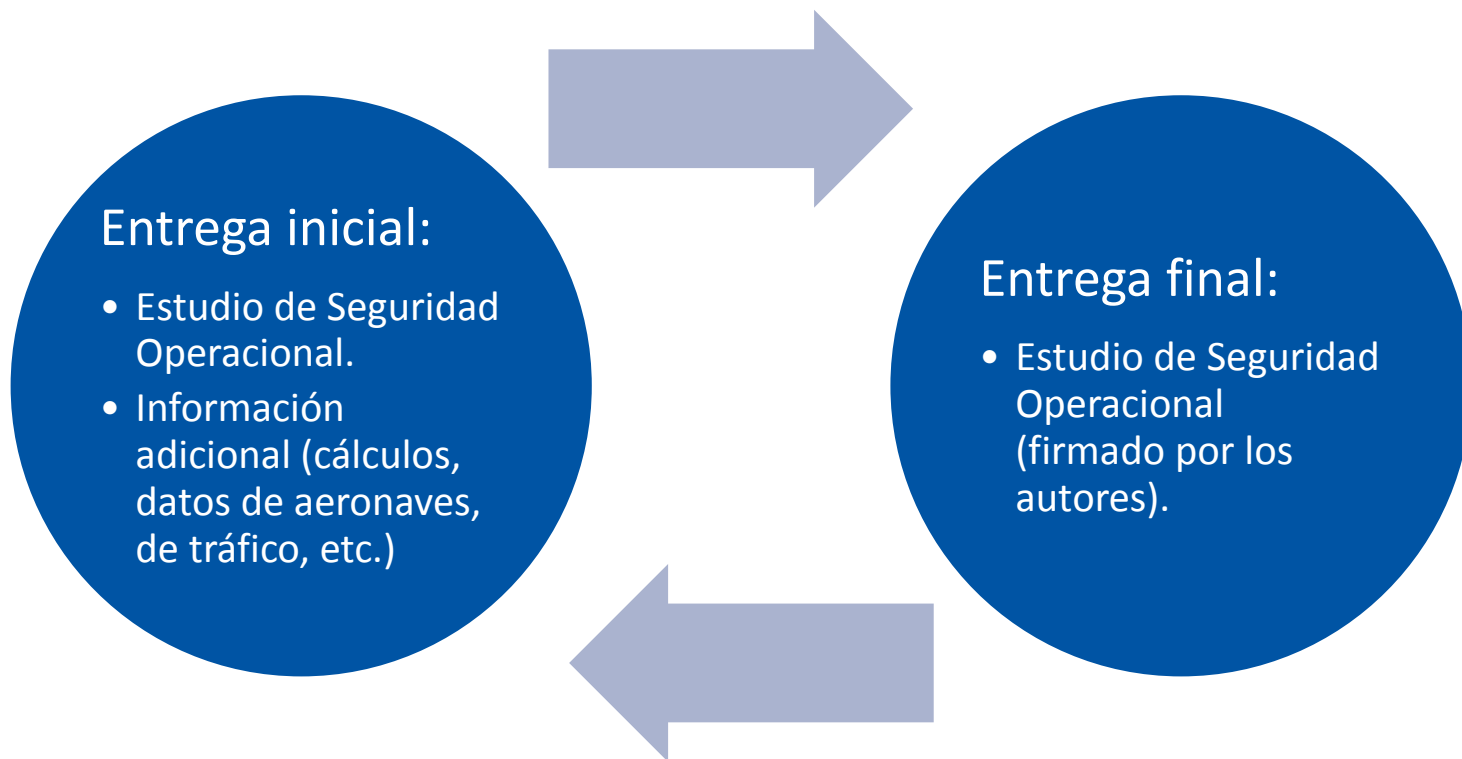 Entrega inicial:
• Estudio de Seguridad
Operacional.
• Información
adicional (cálculos,
datos de aeronaves,
de tráfico, etc.)
Entrega final:
• Estudio de Seguridad
Operacional
(firmado por los
autores).